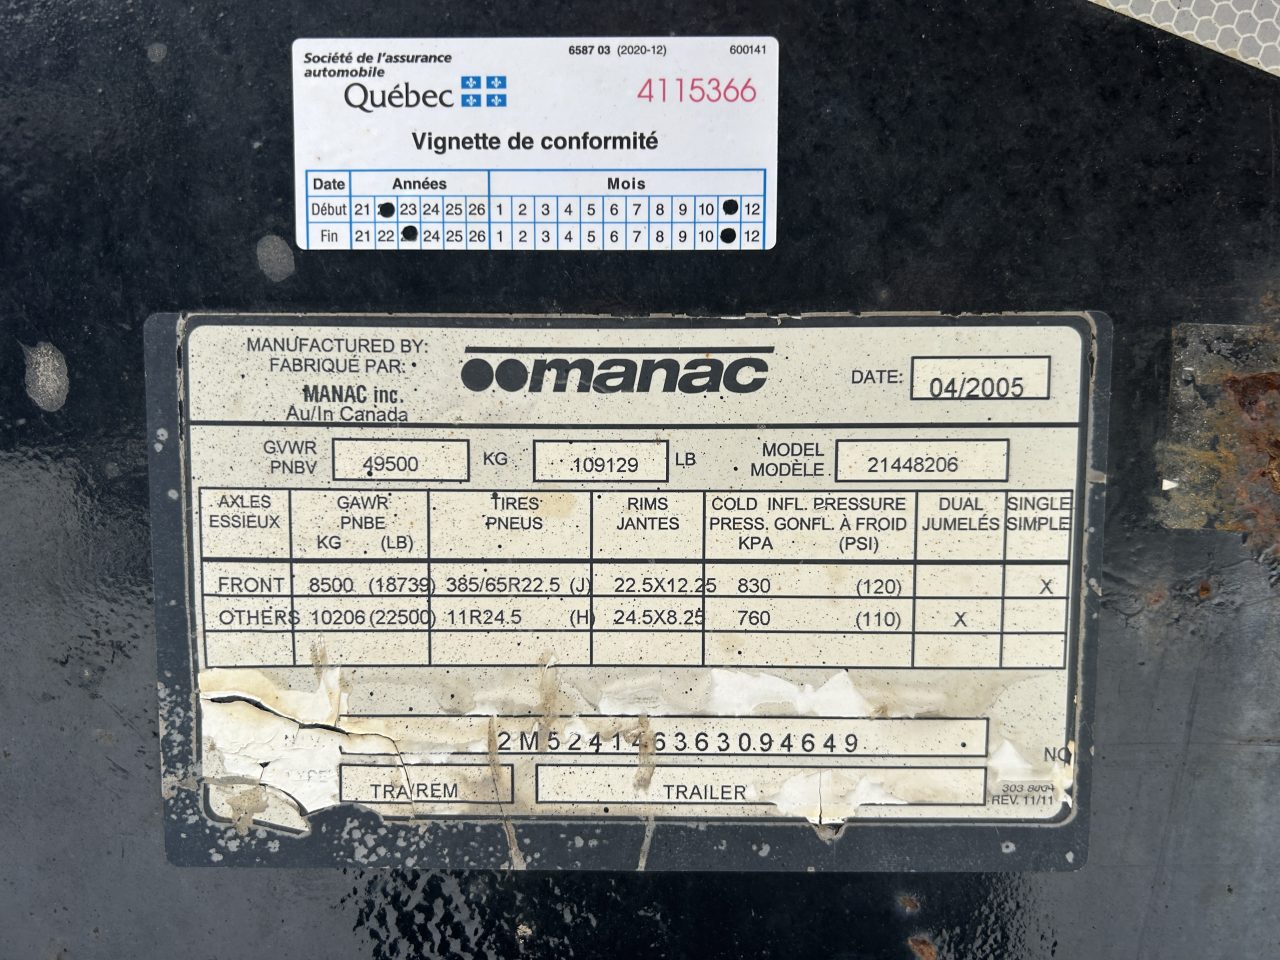 Société de l'assurance
automobile
Québec
6587 03 (2020-12)
600141
4115366
Vignette de conformité
Date Années Mois
Début 21 23 24 25 26 1 2 3 4 5 6 7 8 9 10 12
Fin 21 22 24 25 26 1 2 3 4 5 6 7 8 9 10 12
MANUFACTURED BY:
FABRIQUÉ PAR:
MANAC inc.
Au/In Canada
manac
DATE: 04/2005
GVWR
PNBV
49500 KG 109129 LB
MODEL
MODÈLE
21448206
AXLES
ESSIEUX
GAWR
PNBE
KG (LB)
TIRES
PNEUS
RIMS
JANTES
COLD INFL. PRESSURE
PRESS. GONFL. À FROID
KPA (PSI)
DUAL
JUMELÉS
SINGLE
SIMPLE
FRONT 8500 (18739) 385/65R22.5 (J) 22.5X12.25 830 (120) X
OTHERS 10206 (22500) 11R24.5 (H) 24.5X8.25 760 (110) X
2M524146363094649
TRA/REM TRAILER
REV. 11/11